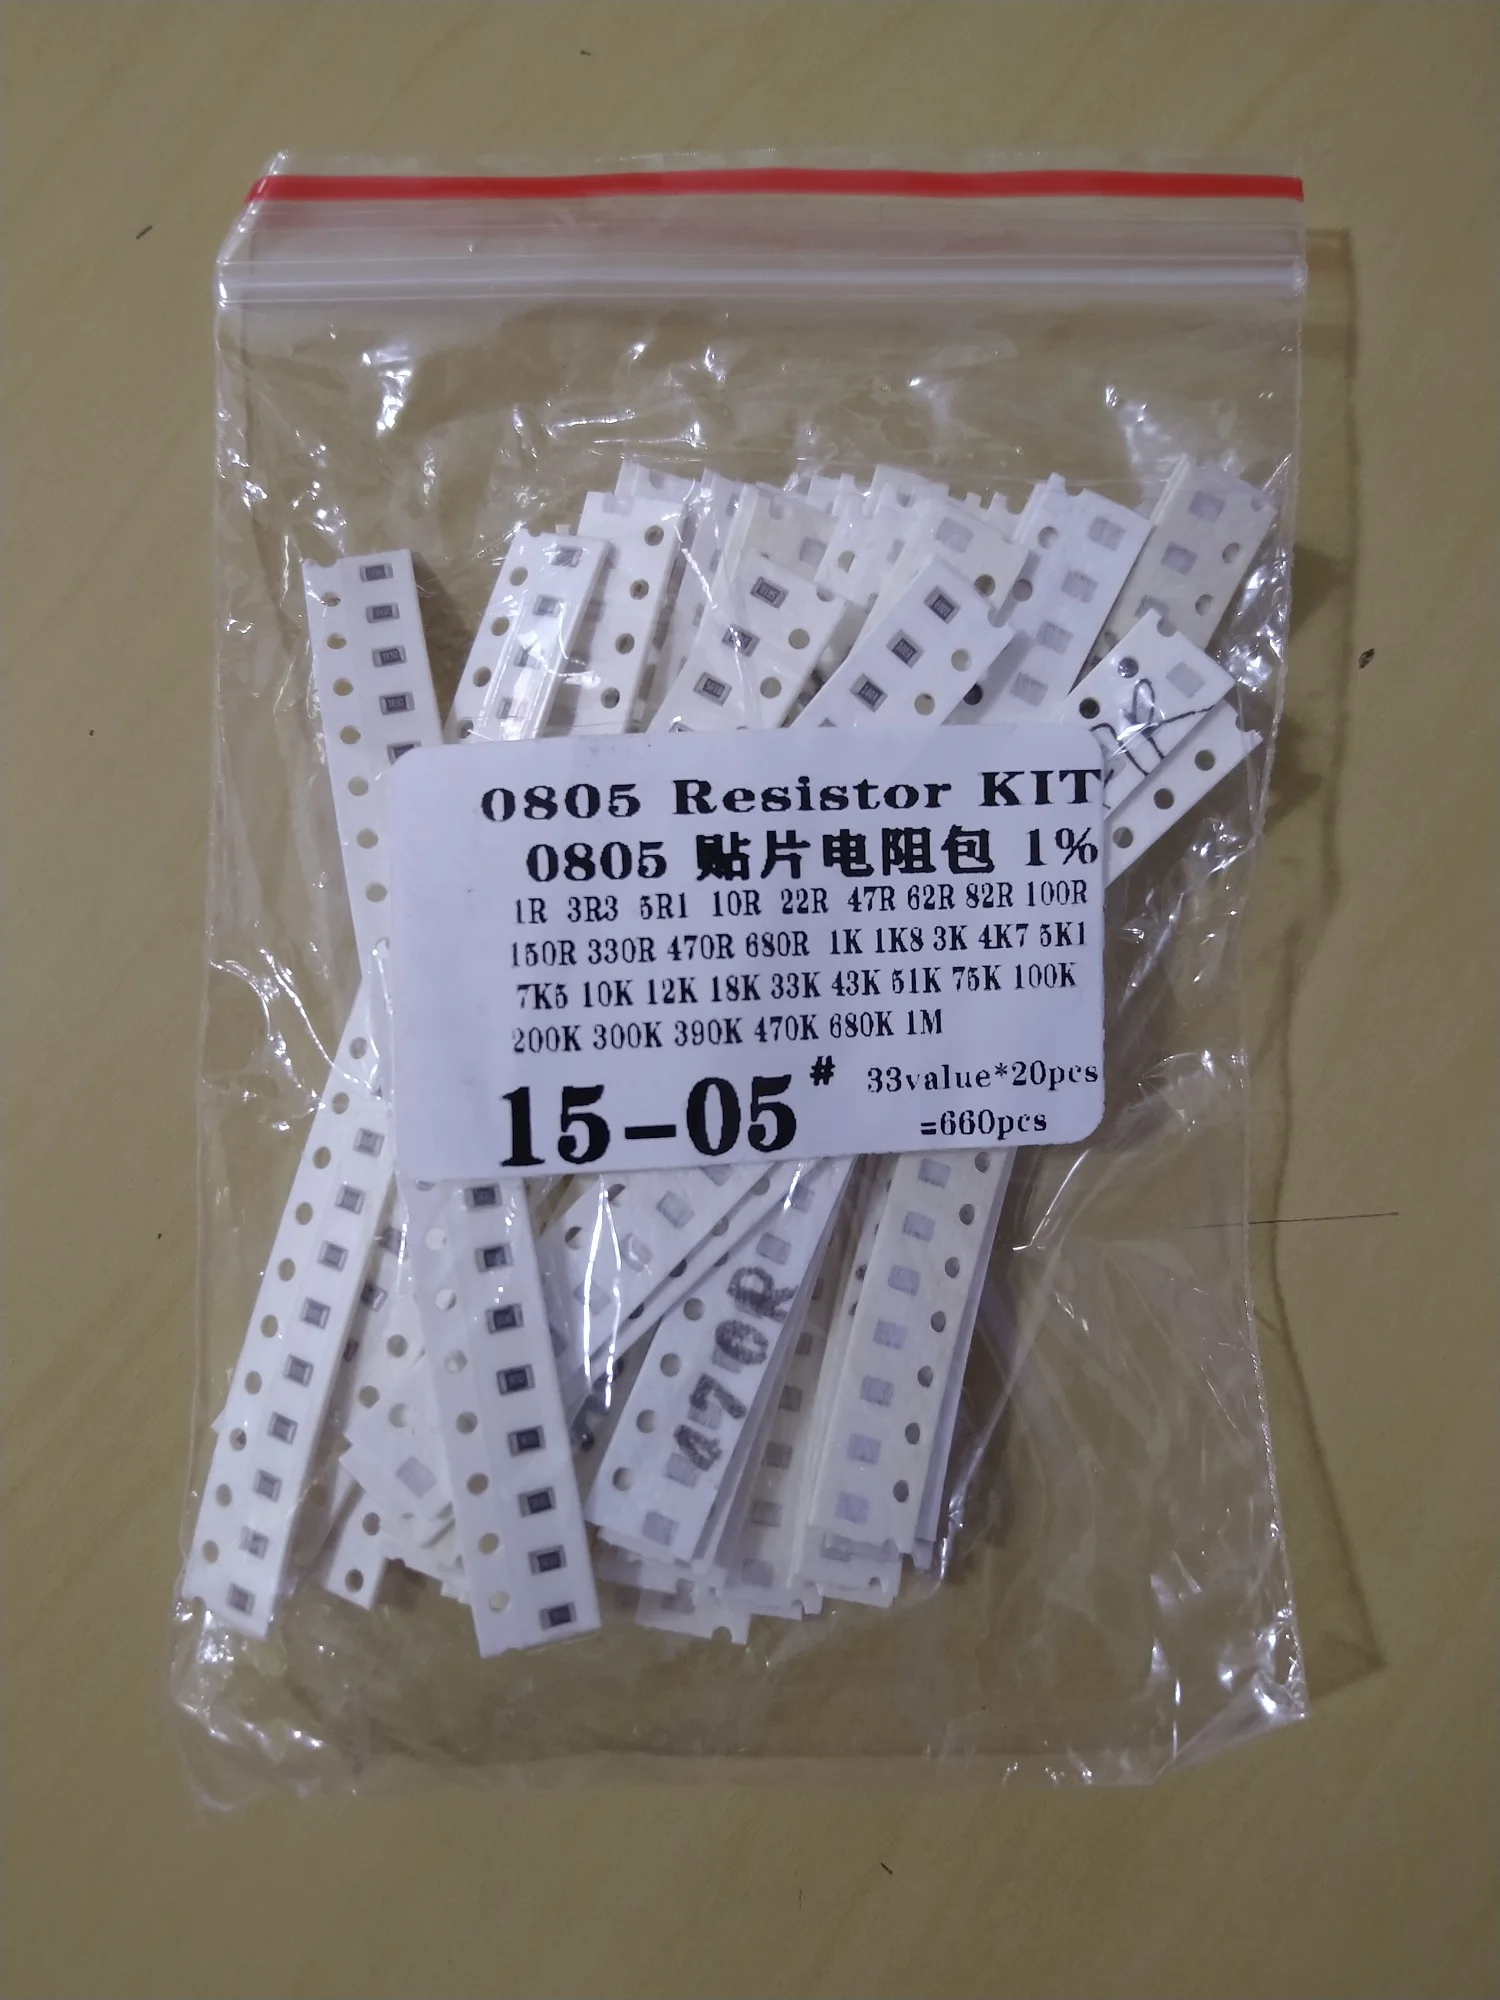 0805 Resistor KIT
0805 贴片电阻包 1%
1R 3R3 5R1 10R 22R 47R 62R 82R 100R
150R 330R 470R 680R 1K 1K8 3K 4K7 5K1
7K5 10K 12K 18K 33K 43K 51K 75K 100K
200K 300K 390K 470K 680K 1M
15-05# 33value*20pcs
=660pcs
470R